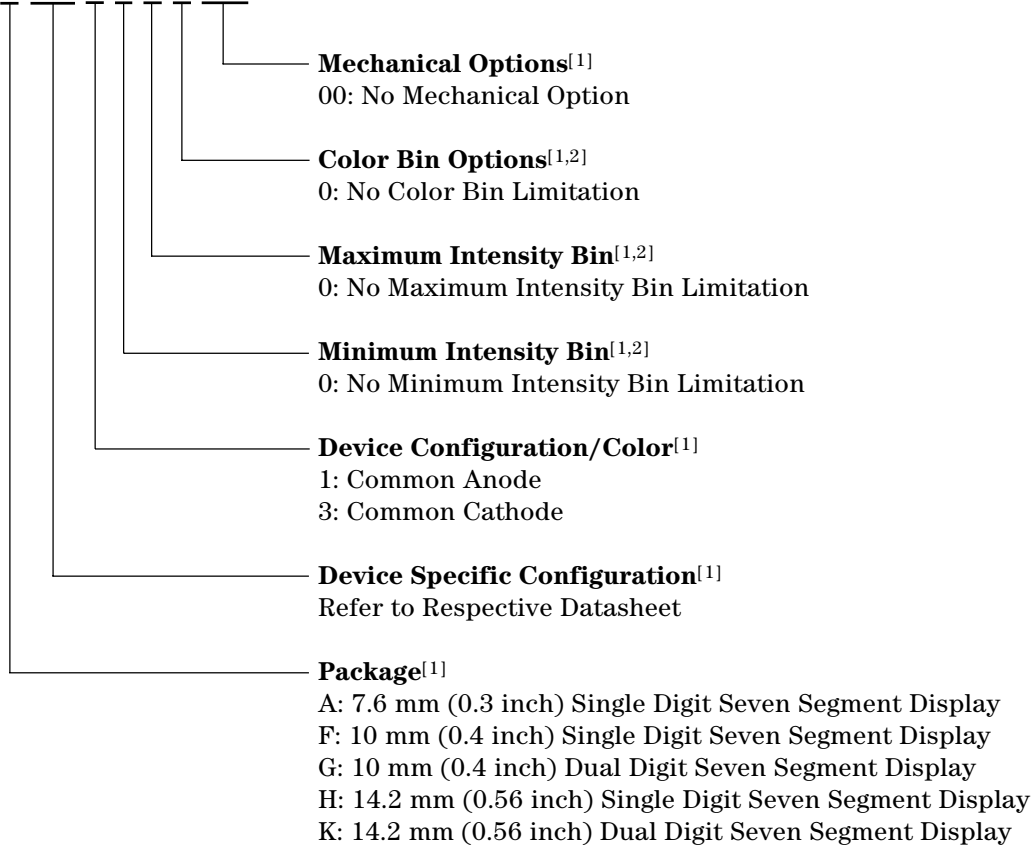 Mechanical Options[1]
00: No Mechanical Option
Color Bin Options[1,2]
0: No Color Bin Limitation
Maximum Intensity Bin[1,2]
0: No Maximum Intensity Bin Limitation
Minimum Intensity Bin[1,2]
0: No Minimum Intensity Bin Limitation
Device Configuration/Color[1]
1: Common Anode
3: Common Cathode
Device Specific Configuration[1]
Refer to Respective Datasheet
Package[1]
A: 7.6 mm (0.3 inch) Single Digit Seven Segment Display
F: 10 mm (0.4 inch) Single Digit Seven Segment Display
G: 10 mm (0.4 inch) Dual Digit Seven Segment Display
H: 14.2 mm (0.56 inch) Single Digit Seven Segment Display
K: 14.2 mm (0.56 inch) Dual Digit Seven Segment Display